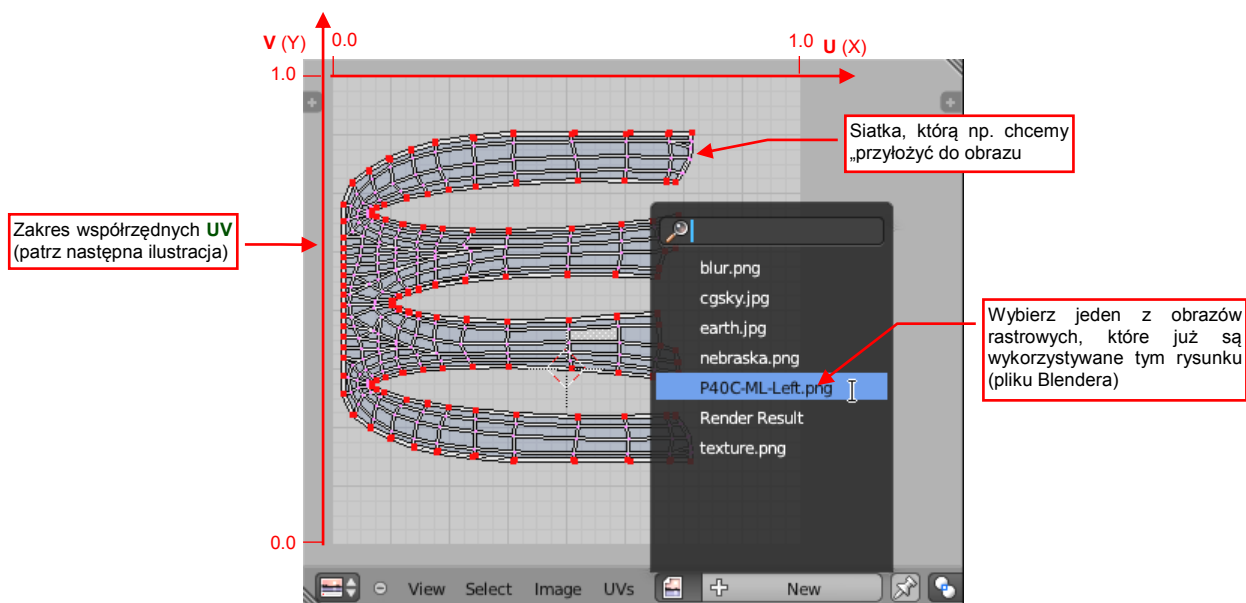 V (Y)
0.0
1.0
U (X)
1.0
Siatka, którą np. chcemy
„przyłożyć do obrazu
Zakres współrzędnych UV
(patrz następna ilustracja)
blur.png
cgsky.jpg
earth.jpg
nebraska.png
P40C-ML-Left.png
Render Result
texture.png
Wybierz jeden z obrazów
rastrowych, które już są
wykorzystywane tym rysunku
(pliku Blendera)
0.0
View Select Image UVs New